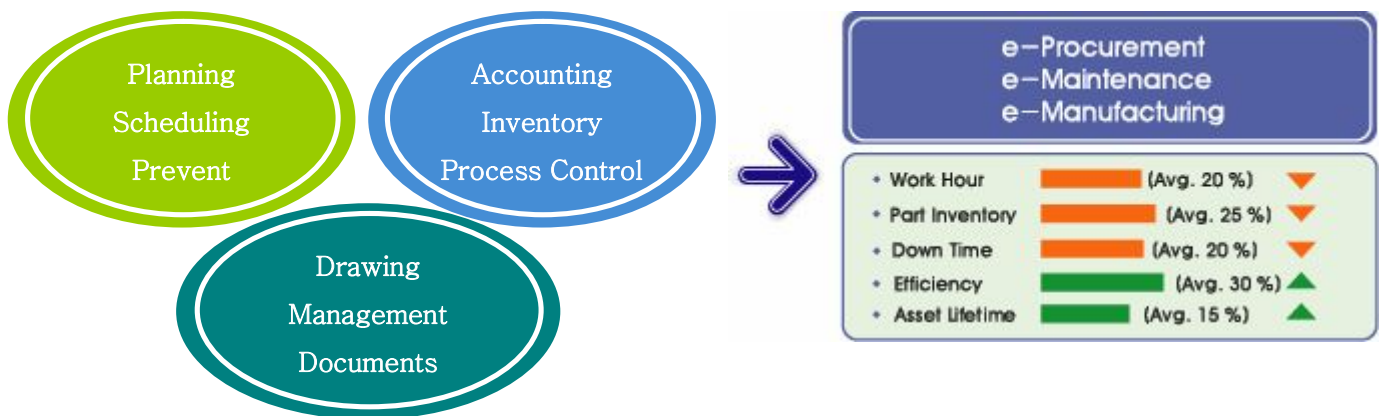 Planning
Scheduling
Prevent
Accounting
Inventory
Process Control
Drawing
Management
Documents
e-Procurement
e-Maintenance
e-Manufacturing
• Work Hour (Avg. 20 %)
• Part Inventory (Avg. 25 %)
• Down Time (Avg. 20 %)
• Efficiency (Avg. 30 %)
• Asset Lifetime (Avg. 15 %)